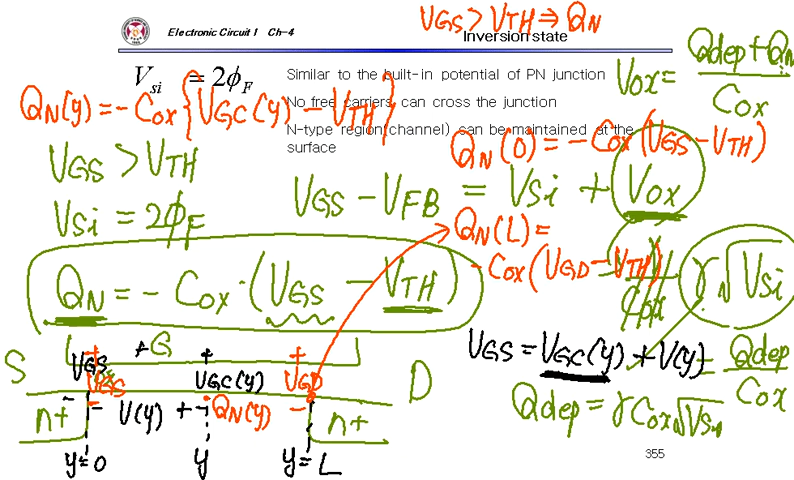 VGS > VTH ⇒ QN
Electronic Circuit 1 Ch-4
Inversion state
Vsi = 2ϕF
Similar to the built-in potential of PN junction
Vox = Qdep + QN / Cox
No free carriers can cross the junction
QN(y) = - Cox { VGC(y) - VTH }
N-type region(channel) can be maintained at the
surface
QN(0) = - Cox (VGS - VTH)
VGS > VTH
VGS - VFB = VSi + Vox
VSi = 2ϕF
QN(L) =
- Cox (VGD - VTH)
Cox
γ√VSi
QN = - Cox · (VGS - VTH)
VGS = VGC(y) + V(y)
- Qdep / Cox
Qdep = γ Cox √VSi
S
+G
D
VGS
+
+
VGS
VGC(y)
VGD
n+
- V(y) +
- QN(y) -
n+
y=0
y
y=L
355